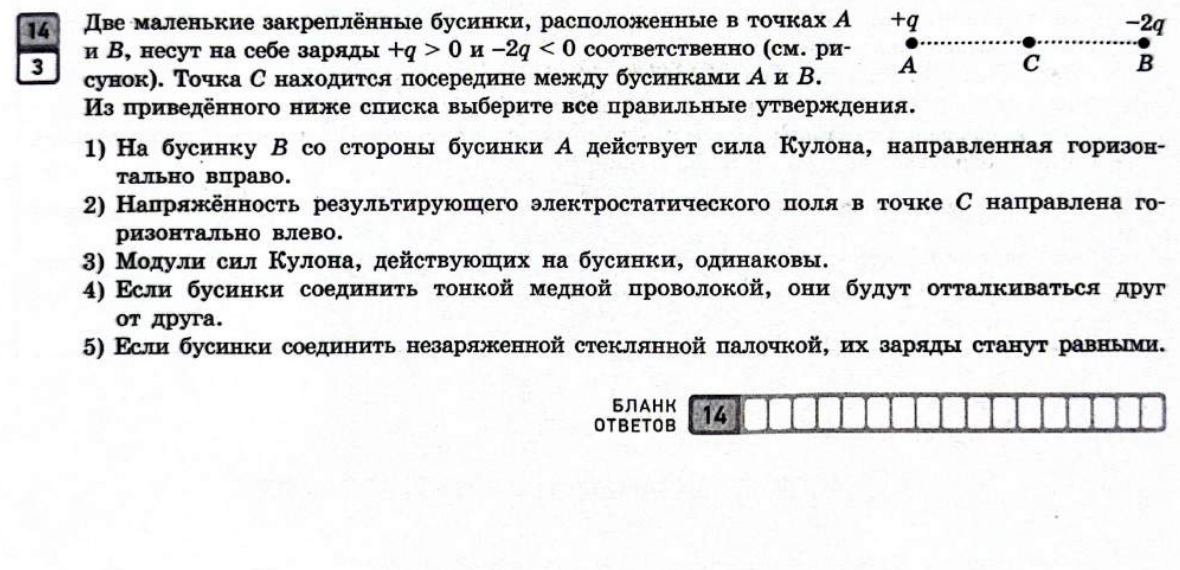 14
3
Две маленькие закреплённые бусинки, расположенные в точках A
и B, несут на себе заряды +q > 0 и −2q < 0 соответственно (см. ри-
сунок). Точка C находится посередине между бусинками A и B.
Из приведённого ниже списка выберите все правильные утверждения.
+q −2q
A C B
1) На бусинку B со стороны бусинки A действует сила Кулона, направленная горизон-
тально вправо.
2) Напряжённость результирующего электростатического поля в точке C направлена го-
ризонтально влево.
3) Модули сил Кулона, действующих на бусинки, одинаковы.
4) Если бусинки соединить тонкой медной проволокой, они будут отталкиваться друг
от друга.
5) Если бусинки соединить незаряженной стеклянной палочкой, их заряды станут равными.
БЛАНК
ОТВЕТОВ 14